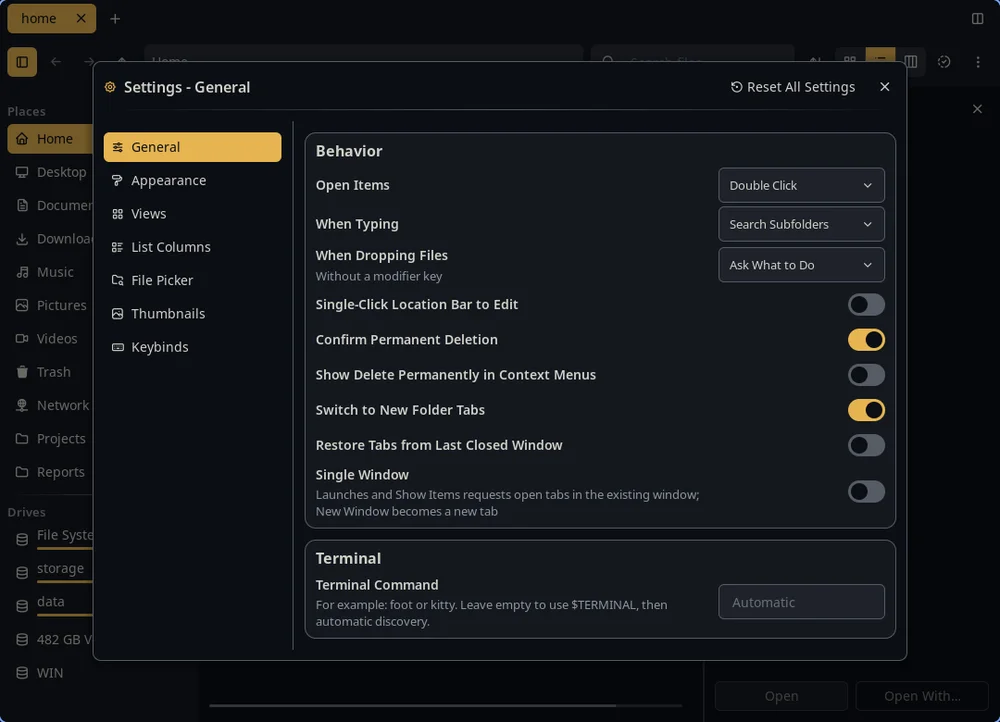 home
Home
Search files
Settings - General
Reset All Settings
Places
Home
Desktop
Music
Pictures
Videos
Trash
Network
Projects
Reports
Drives
File Syste
storage
data
482 GB V
WIN
General
Appearance
Views
List Columns
File Picker
Thumbnails
Keybinds
Behavior
Open Items
Double Click
When Typing
Search Subfolders
When Dropping Files
Without a modifier key
Ask What to Do
Single-Click Location Bar to Edit
Confirm Permanent Deletion
Show Delete Permanently in Context Menus
Switch to New Folder Tabs
Restore Tabs from Last Closed Window
Single Window
Launches and Show Items requests open tabs in the existing window;
New Window becomes a new tab
Terminal
Terminal Command
For example: foot or kitty. Leave empty to use $TERMINAL, then
automatic discovery.
Automatic
Open
Open With...